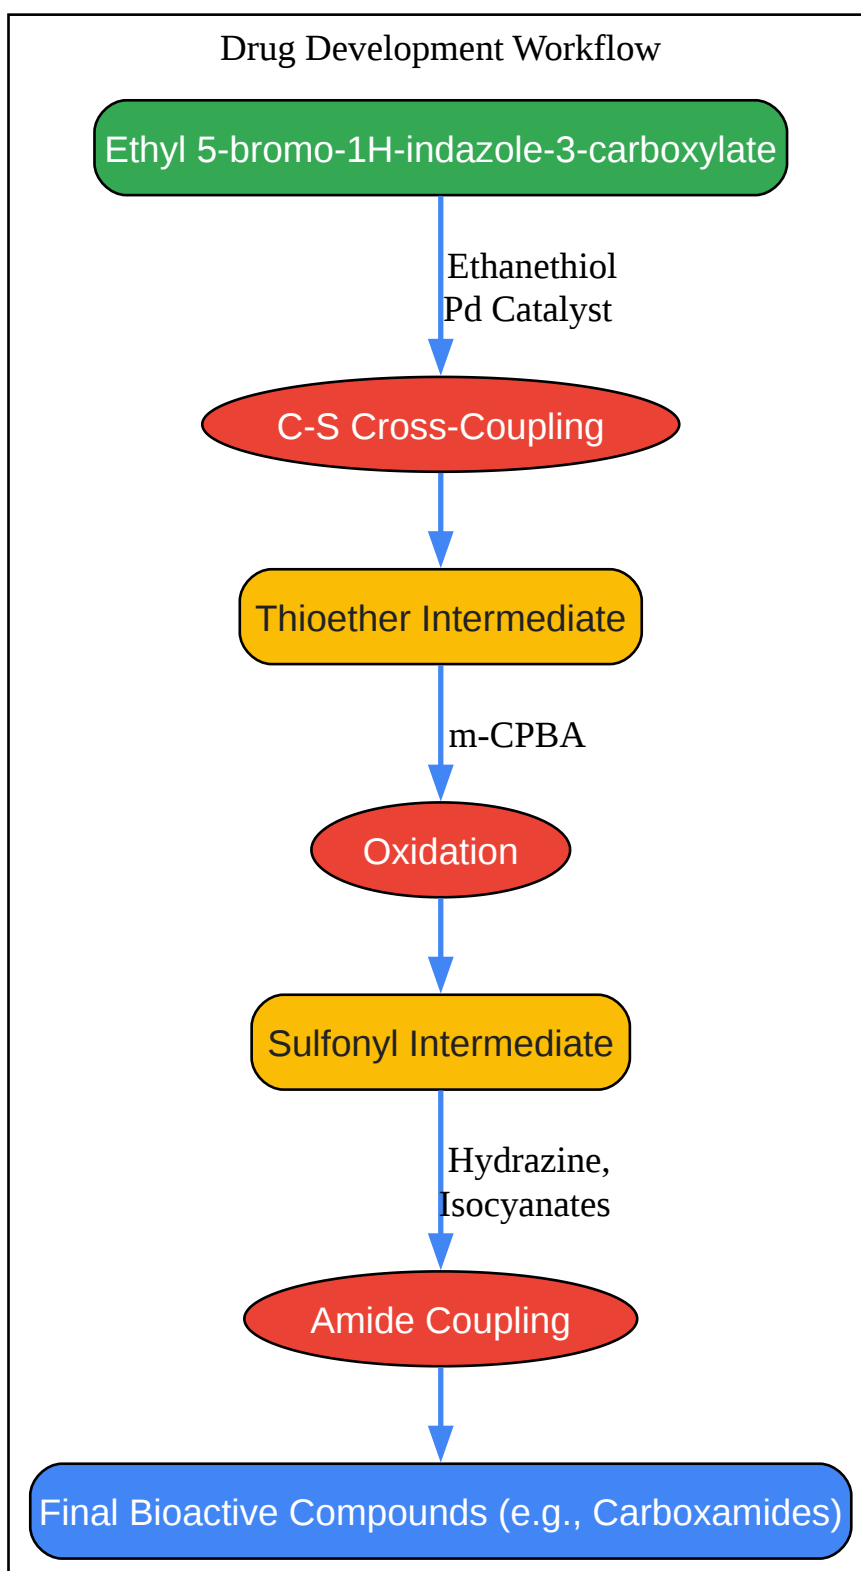 Drug Development Workflow
Ethyl 5-bromo-1H-indazole-3-carboxylate
Ethanethiol
Pd Catalyst
C-S Cross-Coupling
Thioether Intermediate
m-CPBA
Oxidation
Sulfonyl Intermediate
Hydrazine,
Isocyanates
Amide Coupling
Final Bioactive Compounds (e.g., Carboxamides)